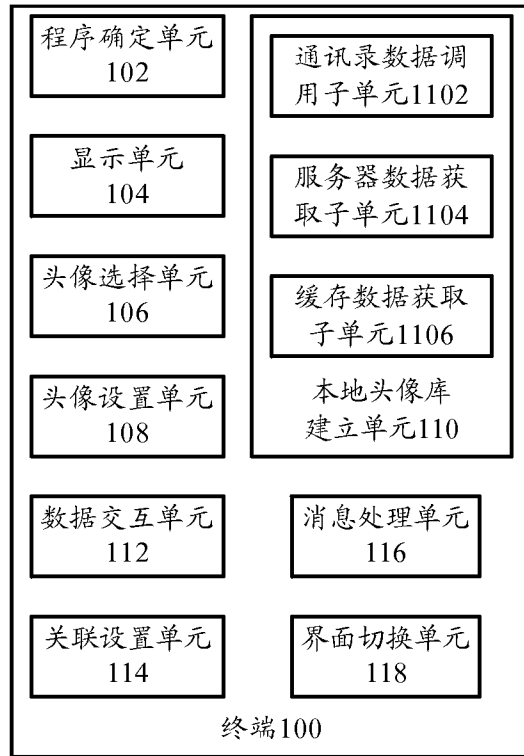 程序确定单元
102
显示单元
104
头像选择单元
106
头像设置单元
108
数据交互单元
112
关联设置单元
114
通讯录数据调
用子单元1102
服务器数据获
取子单元1104
缓存数据获取
子单元1106
本地头像库
建立单元110
消息处理单元
116
界面切换单元
118
终端100